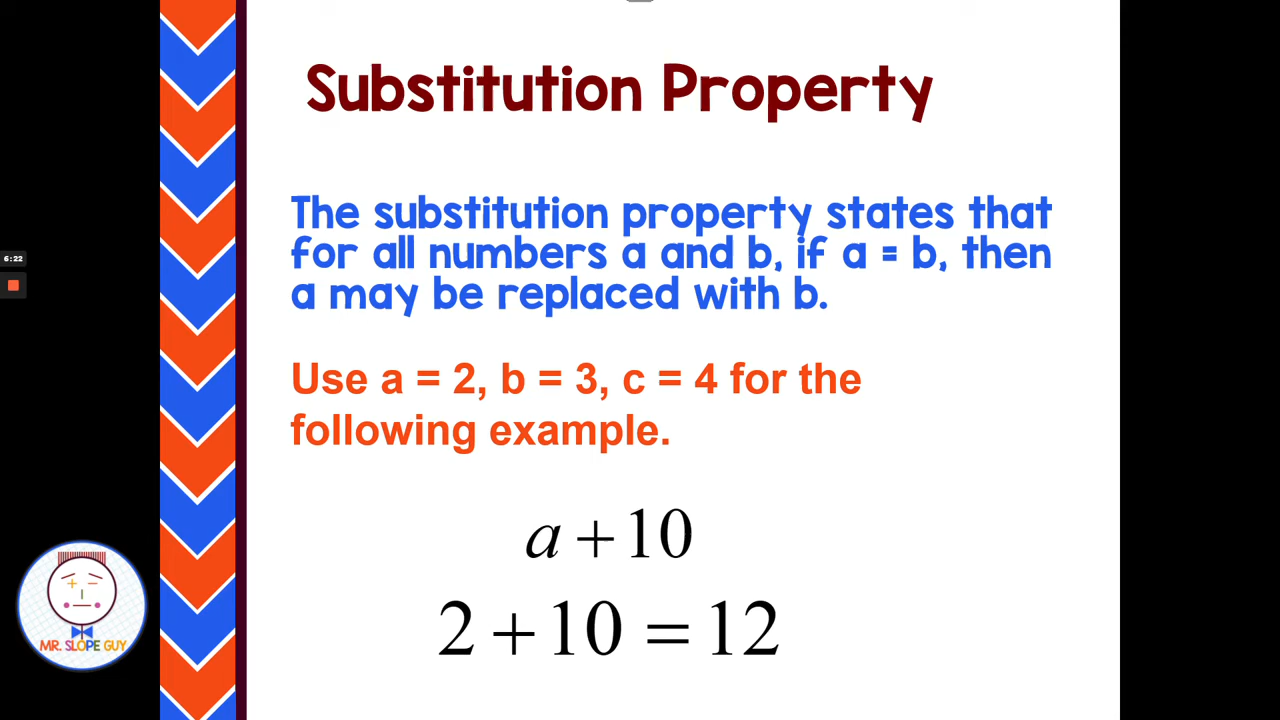 Substitution Property
The substitution property states that
for all numbers a and b, if a = b, then
a may be replaced with b.
6:22
Use a = 2, b = 3, c = 4 for the
following example.
a + 10
2 + 10 = 12
MR. SLOPE GUY